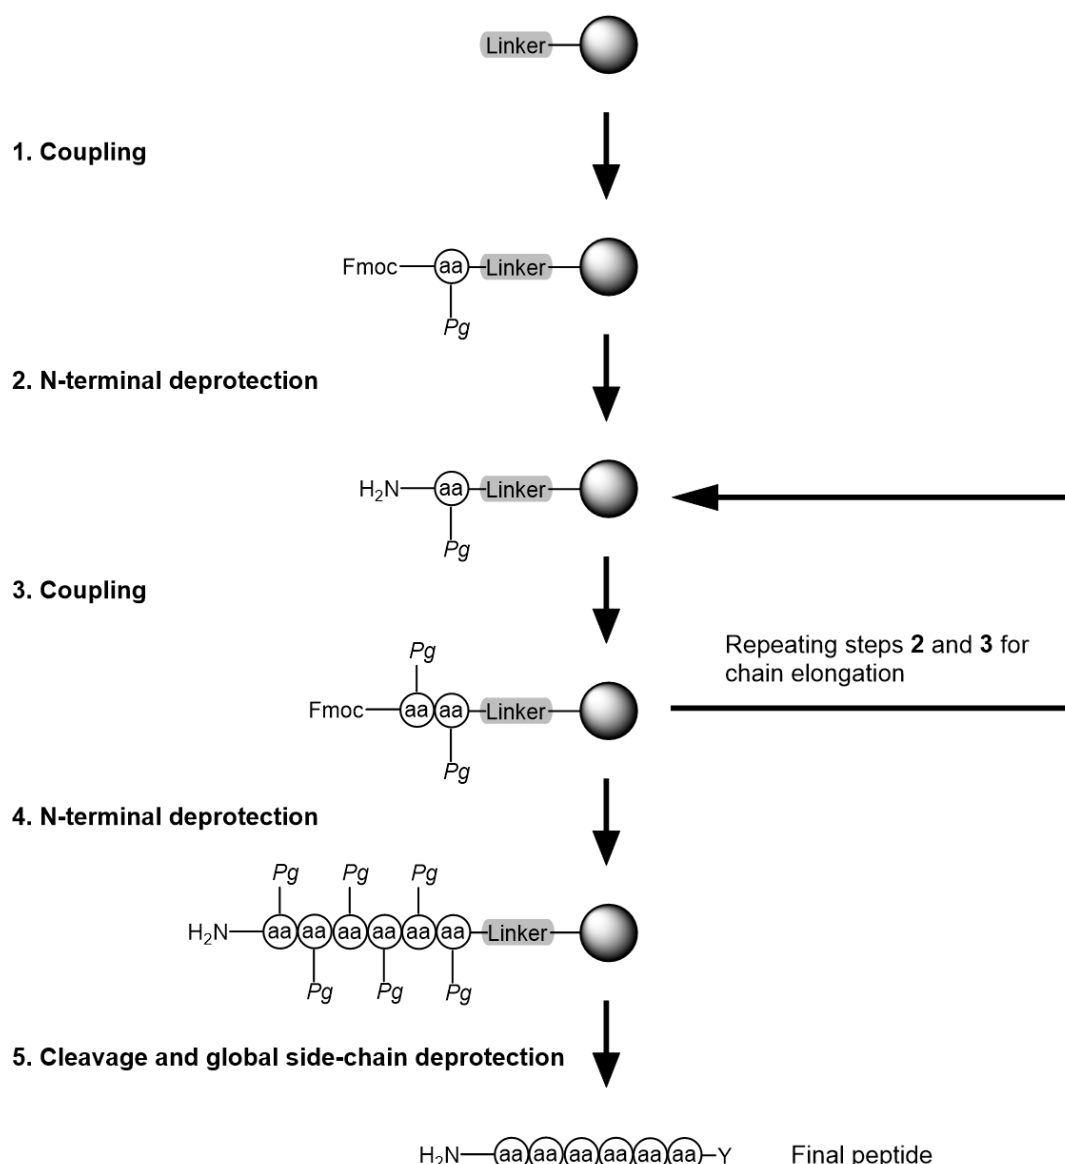 Linker
1. Coupling
Fmoc aa Linker
Pg
2. N-terminal deprotection
H₂N aa Linker
Pg
3. Coupling
Repeating steps 2 and 3 for
chain elongation
Pg
Fmoc aa aa Linker
Pg
4. N-terminal deprotection
Pg Pg Pg
H₂N aa aa aa aa aa aa Linker
Pg Pg Pg
5. Cleavage and global side-chain deprotection
H₂N aa aa aa aa aa aa Y Final peptide